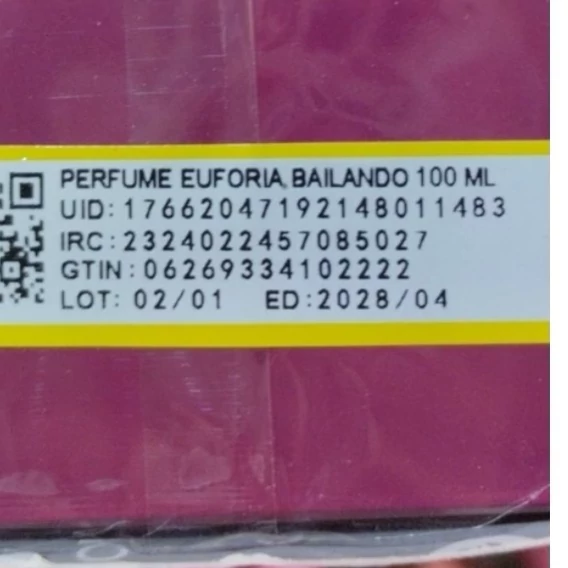 PERFUME EUFORIA BAILANDO 100 ML
UID: 17662047192148011483
IRC: 2324022457085027
GTIN: 06269334102222
LOT: 02/01 ED:2028/04